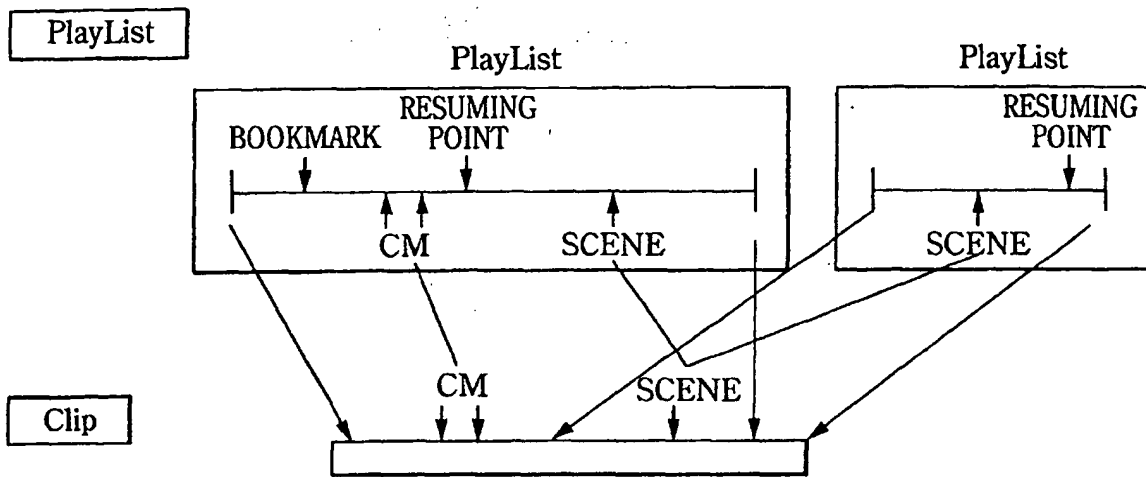 PlayList
PlayList
PlayList
BOOKMARK
RESUMING
POINT
CM
SCENE
RESUMING
POINT
SCENE
CM
SCENE
Clip